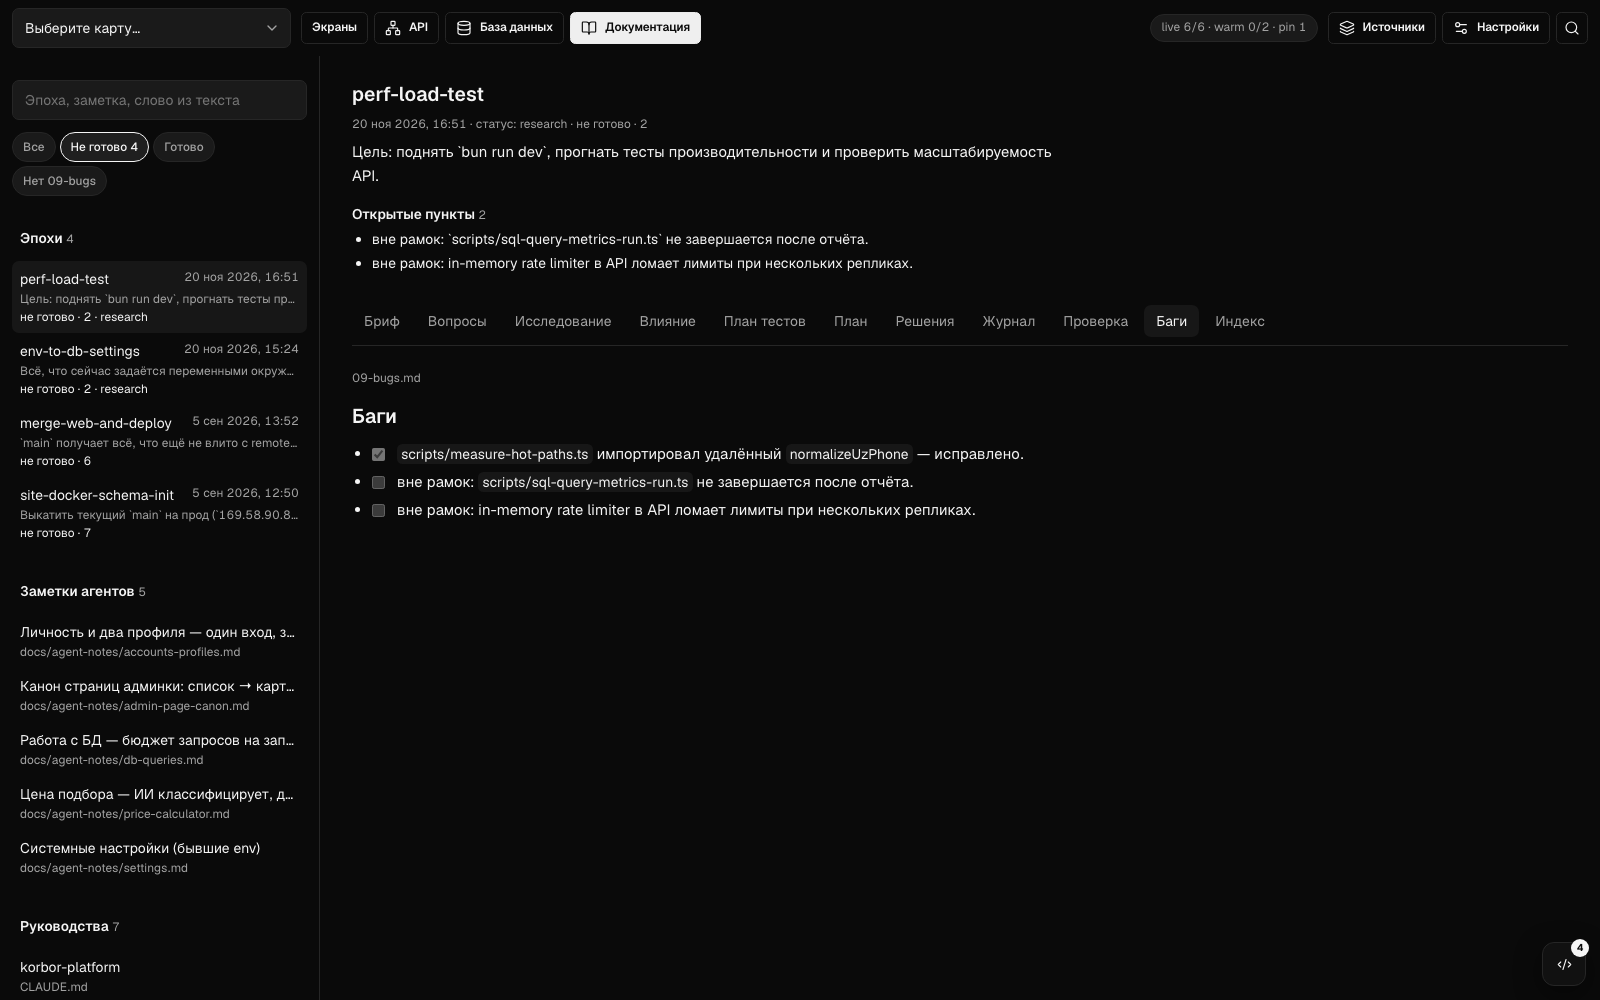 Выберите карту…
Экраны
API
База данных
Документация
live 6/6 · warm 0/2 · pin 1
Источники
Настройки
Эпоха, заметка, слово из текста
Все
Не готово 4
Готово
Нет 09-bugs
Эпохи 4
perf-load-test 20 ноя 2026, 16:51
Цель: поднять `bun run dev`, прогнать тесты пр…
не готово · 2 · research
env-to-db-settings 20 ноя 2026, 15:24
Всё, что сейчас задаётся переменными окруж…
не готово · 2 · research
merge-web-and-deploy 5 сен 2026, 13:52
`main` получает всё, что ещё не влито с remote…
не готово · 6
site-docker-schema-init 5 сен 2026, 12:50
Выкатить текущий `main` на прод (`169.58.90.8…
не готово · 7
Заметки агентов 5
Личность и два профиля — один вход, з…
docs/agent-notes/accounts-profiles.md
Канон страниц админки: список → карт…
docs/agent-notes/admin-page-canon.md
Работа с БД — бюджет запросов на зап…
docs/agent-notes/db-queries.md
Цена подбора — ИИ классифицирует, д…
docs/agent-notes/price-calculator.md
Системные настройки (бывшие env)
docs/agent-notes/settings.md
Руководства 7
korbor-platform
CLAUDE.md
perf-load-test
20 ноя 2026, 16:51 · статус: research · не готово · 2
Цель: поднять `bun run dev`, прогнать тесты производительности и проверить масштабируемость
API.
Открытые пункты 2
вне рамок: `scripts/sql-query-metrics-run.ts` не завершается после отчёта.
вне рамок: in-memory rate limiter в API ломает лимиты при нескольких репликах.
Бриф Вопросы Исследование Влияние План тестов План Решения Журнал Проверка Баги Индекс
09-bugs.md
Баги
scripts/measure-hot-paths.ts импортировал удалённый normalizeUzPhone — исправлено.
вне рамок: scripts/sql-query-metrics-run.ts не завершается после отчёта.
вне рамок: in-memory rate limiter в API ломает лимиты при нескольких репликах.
4